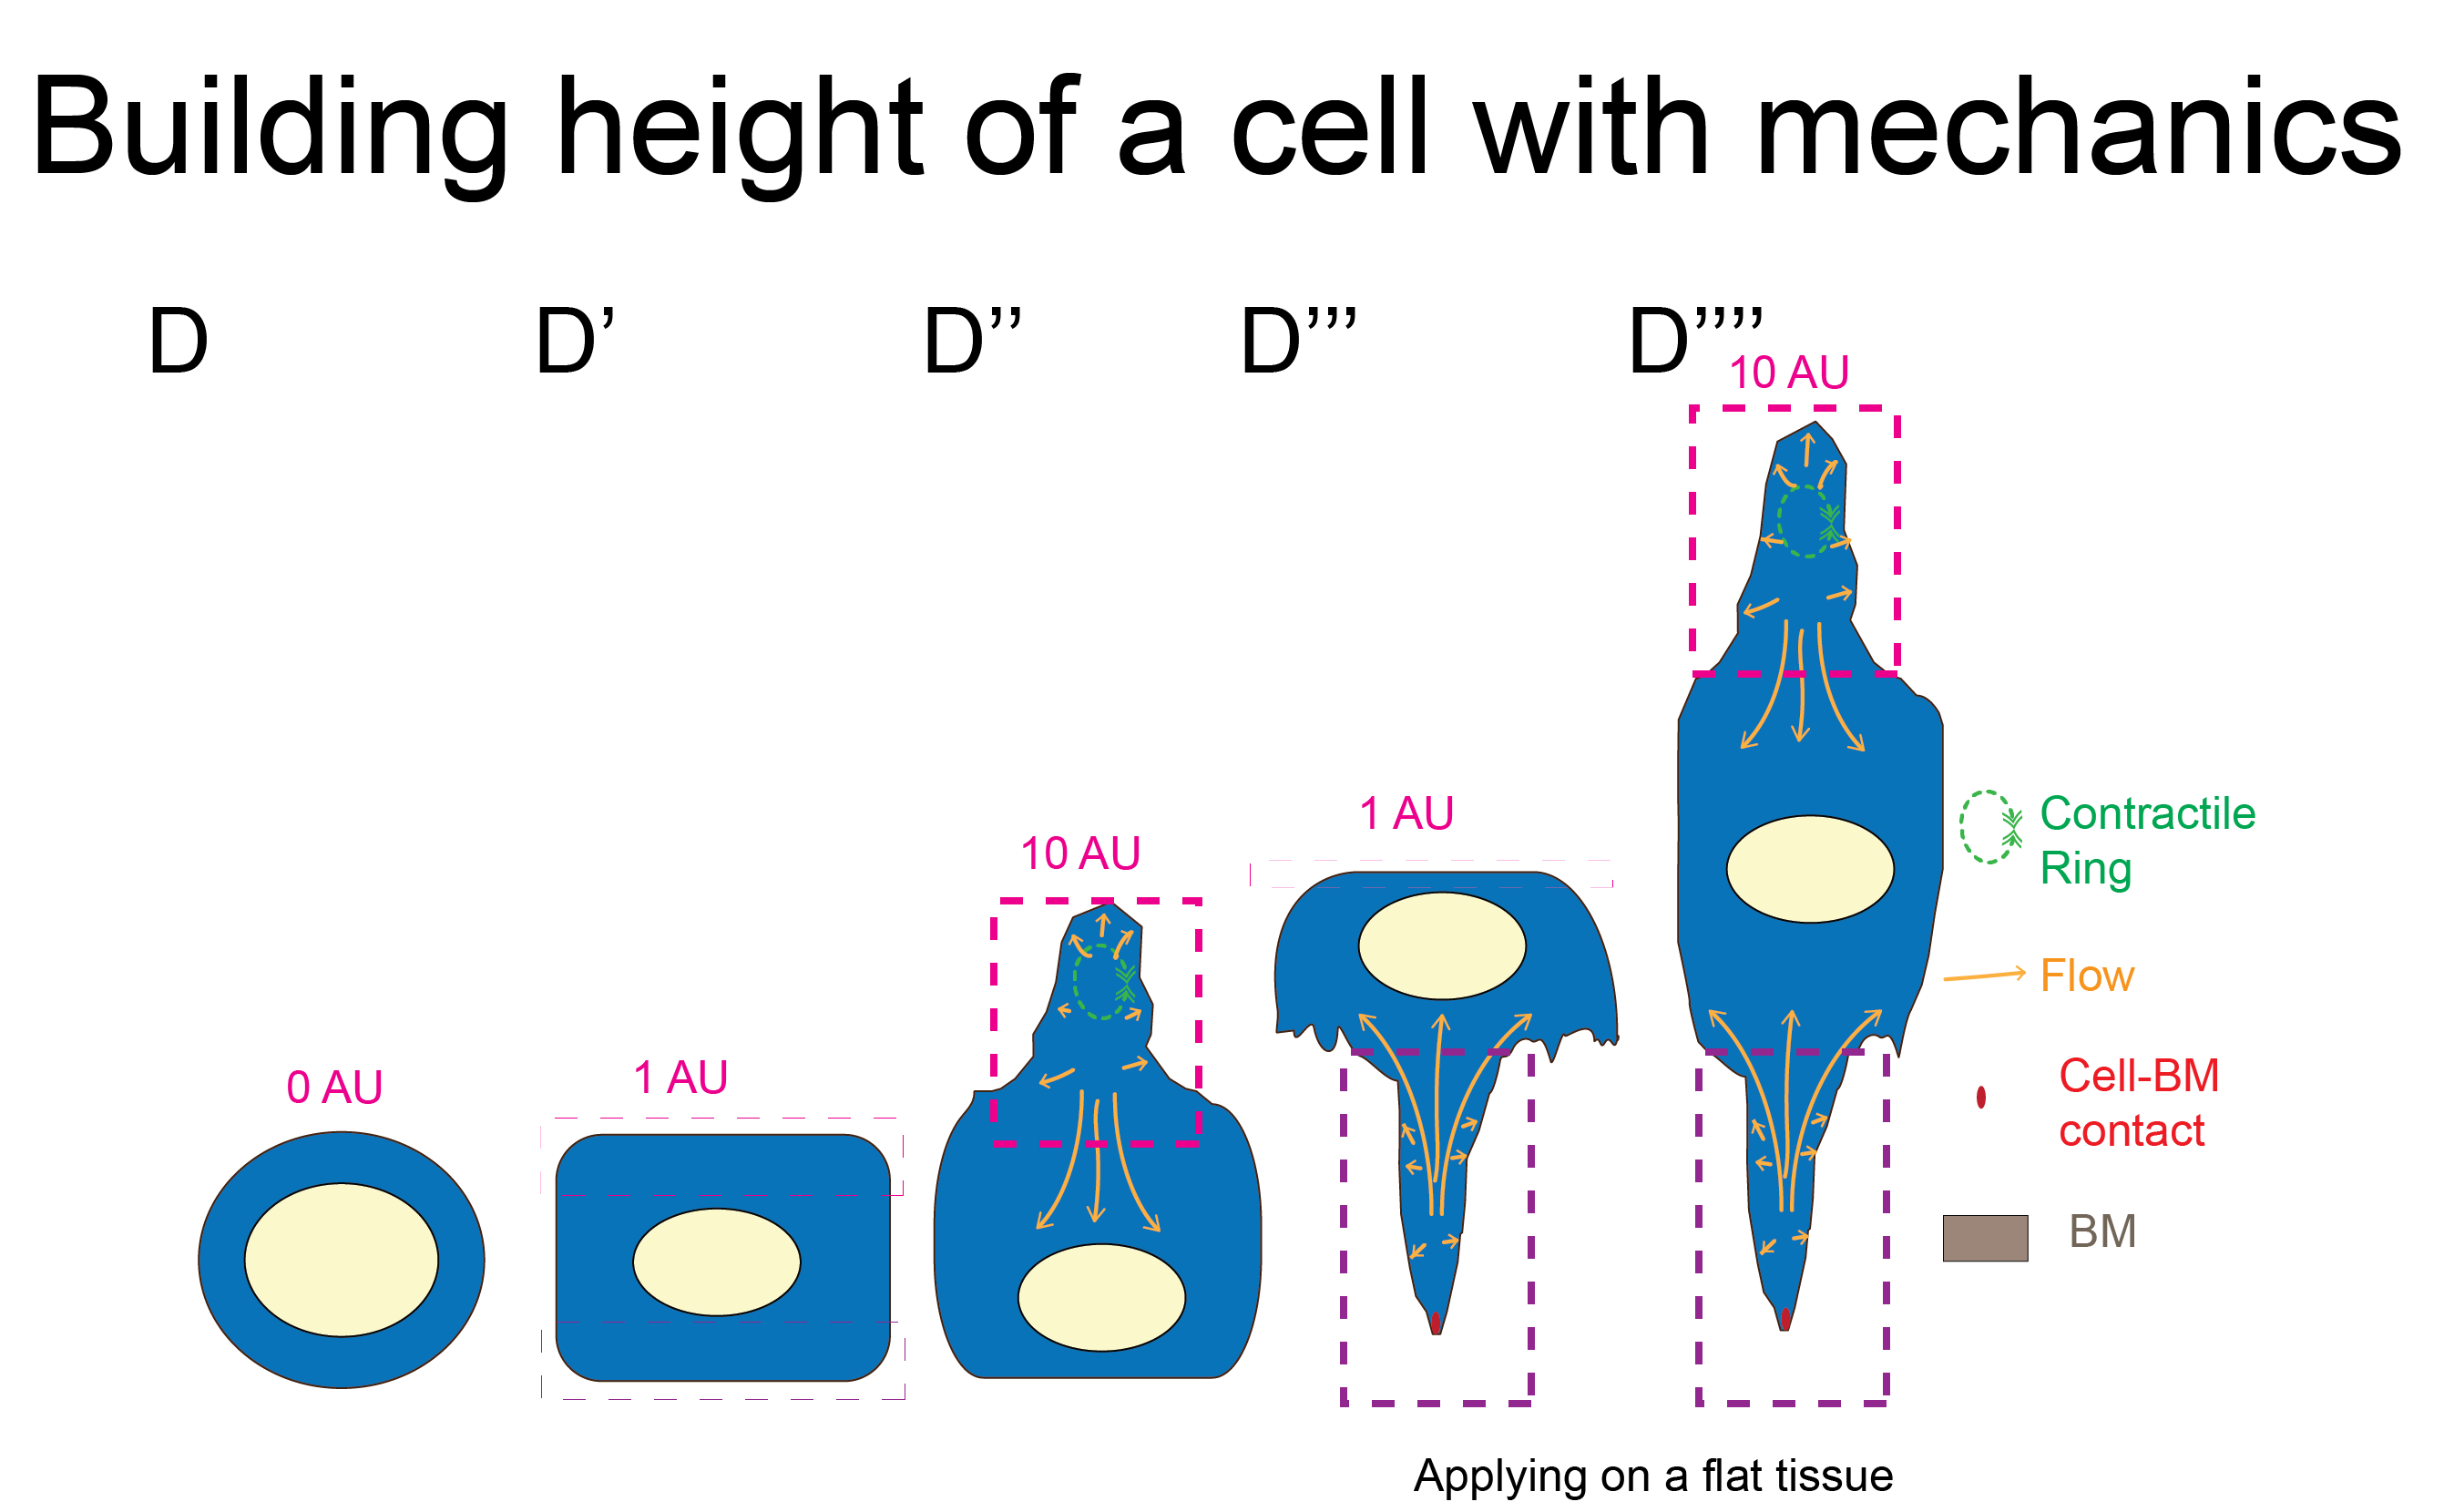 Building height of a cell with mechanics
D D’ D’’ D’’’ D’’’’
10 AU
1 AU
10 AU
0 AU
1 AU
Contractile
Ring
Flow
Cell-BM
contact
BM
Applying on a flat tissue